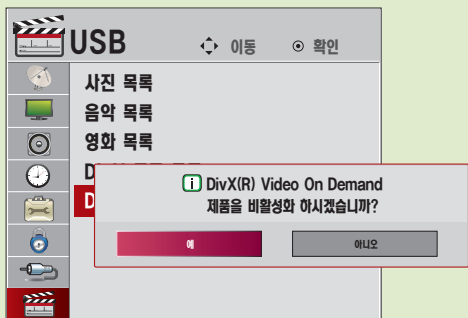 USB
이동 확인
사진 목록
음악 목록
영화 목록
DivX(R) Video On Demand
제품을 비활성화 하시겠습니까?
예 아니오